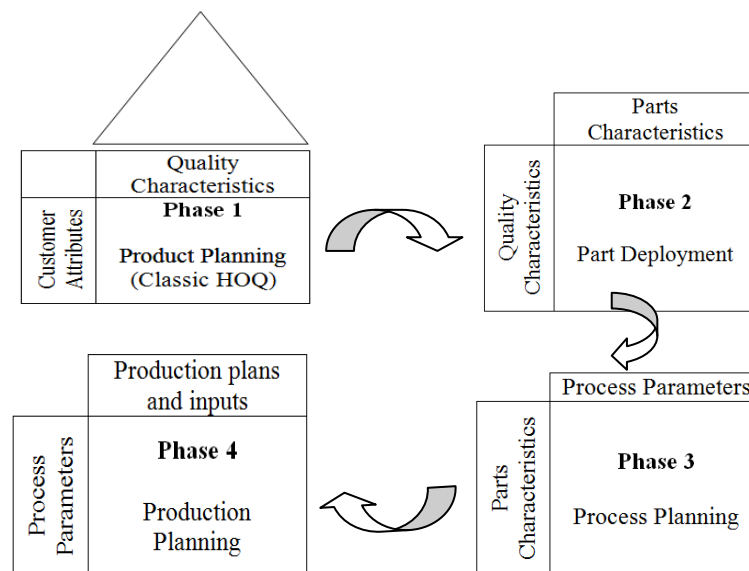 Quality
Characteristics
Customer
Attributes
Phase 1
Product Planning
(Classic HOQ)
Parts
Characteristics
Quality
Characteristics
Phase 2
Part Deployment
Process Parameters
Parts
Characteristics
Phase 3
Process Planning
Production plans
and inputs
Process
Parameters
Phase 4
Production
Planning